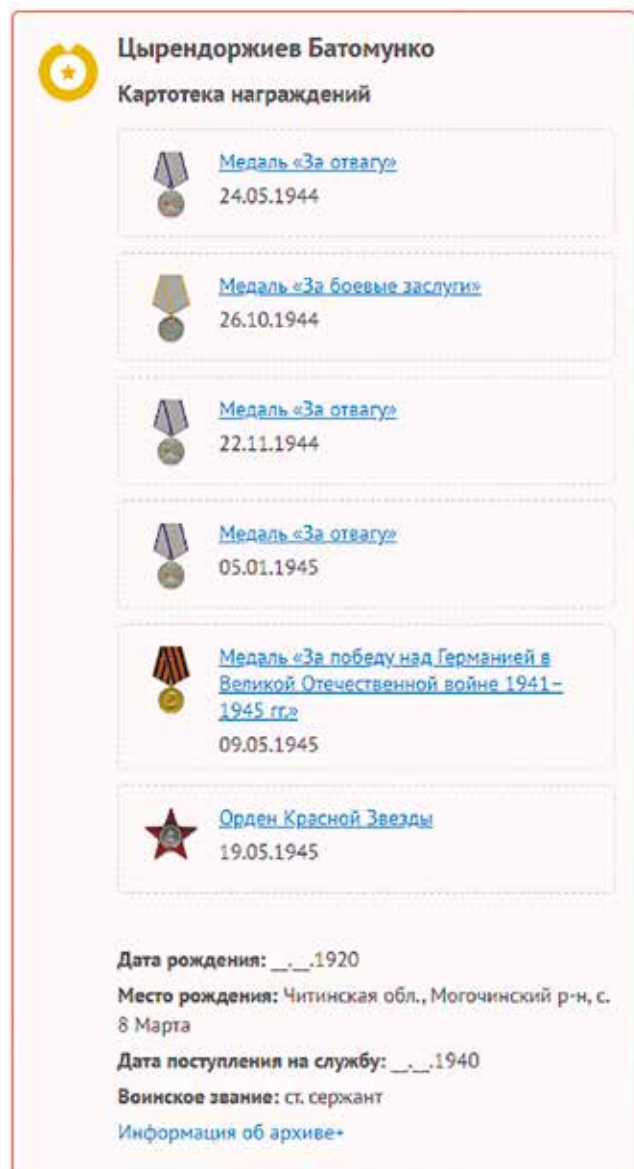 Цырендоржиев Батомунко
Картотека награждений
Медаль «За отвагу»
24.05.1944
Медаль «За боевые заслуги»
26.10.1944
Медаль «За отвагу»
22.11.1944
Медаль «За отвагу»
05.01.1945
Медаль «За победу над Германией в
Великой Отечественной войне 1941–
1945 гг.»
09.05.1945
Орден Красной Звезды
19.05.1945
Дата рождения: __.__.1920
Место рождения: Читинская обл., Могочинский р-н, с.
8 Марта
Дата поступления на службу: __.__.1940
Воинское звание: ст. сержант
Информация об архиве+